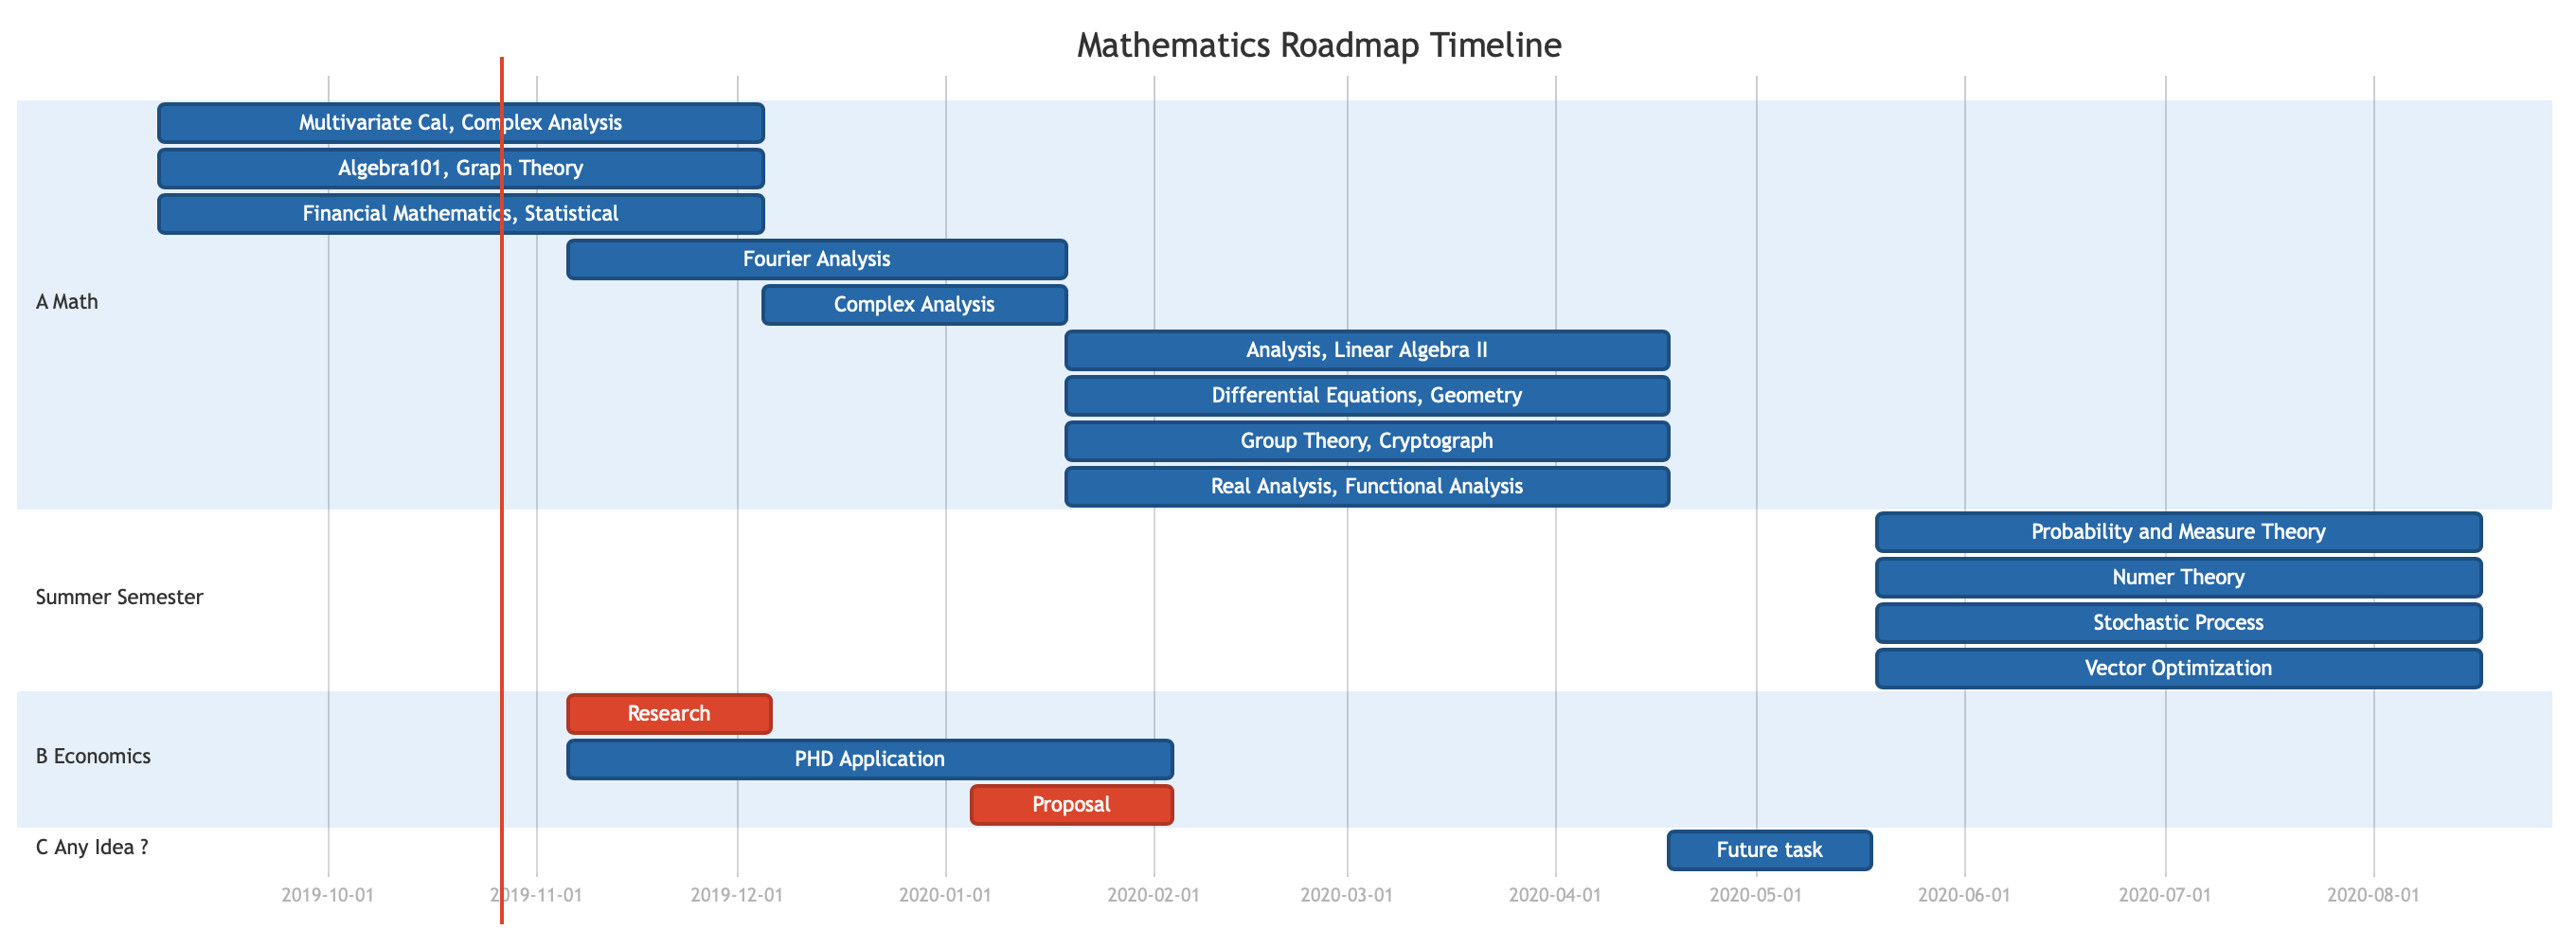 Mathematics Roadmap Timeline
Multivariate Cal, Complex Analysis
Algebra101, Graph Theory
Financial Mathematics, Statistical
Fourier Analysis
A Math
Complex Analysis
Analysis, Linear Algebra II
Differential Equations, Geometry
Group Theory, Cryptograph
Real Analysis, Functional Analysis
Probability and Measure Theory
Numer Theory
Summer Semester
Stochastic Process
Vector Optimization
Research
B Economics
PHD Application
Proposal
C Any Idea ?
Future task
2019-10-01 2019-11-01 2019-12-01 2020-01-01 2020-02-01 2020-03-01 2020-04-01 2020-05-01 2020-06-01 2020-07-01 2020-08-01